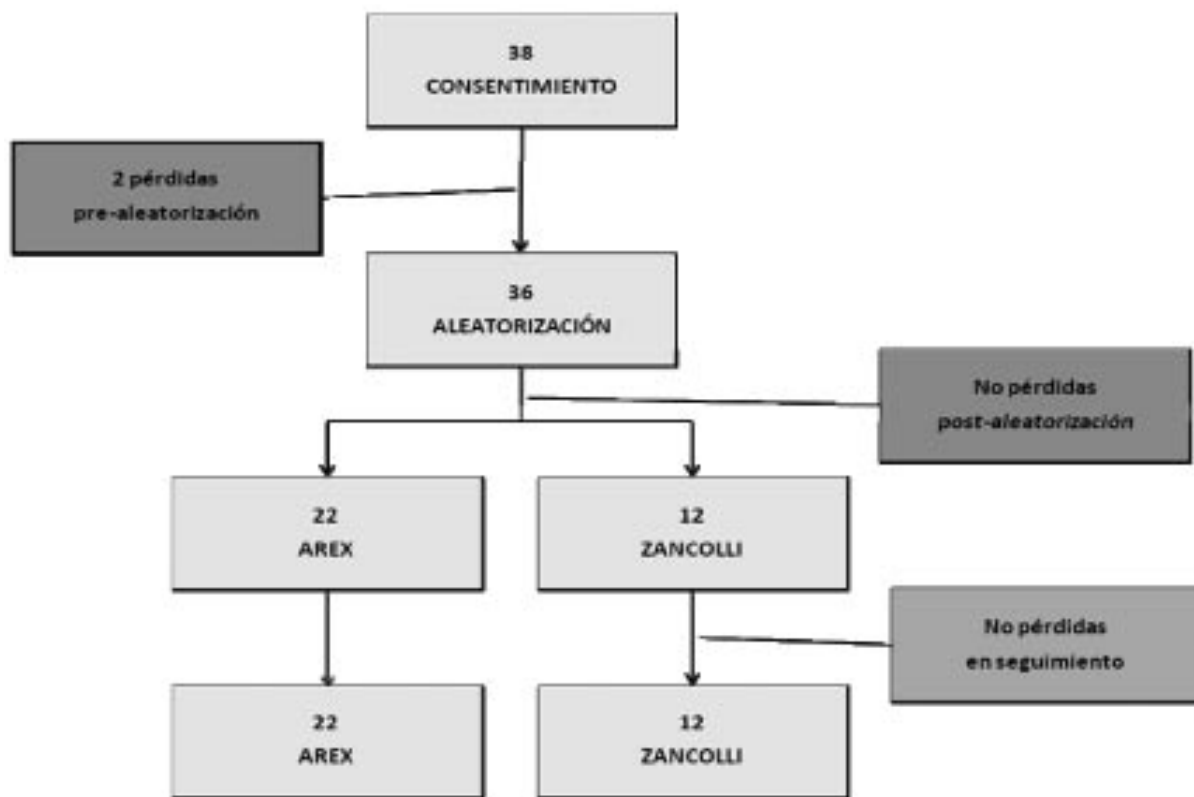 38
CONSENTIMIENTO
2 pérdidas
pre-aleatorización
36
ALEATORIZACIÓN
No pérdidas
post-aleatorización
22
AREX
12
ZANCOLLI
No pérdidas
en seguimiento
22
AREX
12
ZANCOLLI